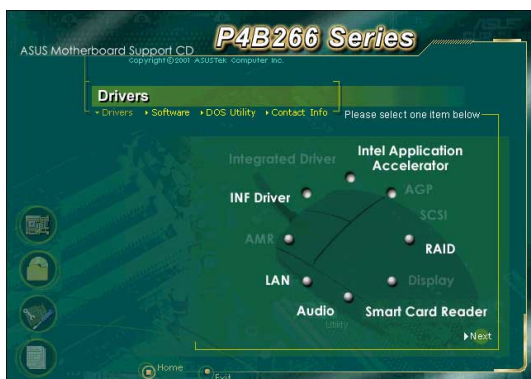 P4B266 Series
ASUS Motherboard Support CD
Copyright©2001 ASUSTek Computer Inc.
Drivers
Drivers Software DOS Utility Contact Info
Please select one item below
Integrated Driver
Intel Application
Accelerator
INF Driver
AGP
SCSI
AMR
RAID
LAN
Display
Audio
Smart Card Reader
Utility
Next
Home
Exit